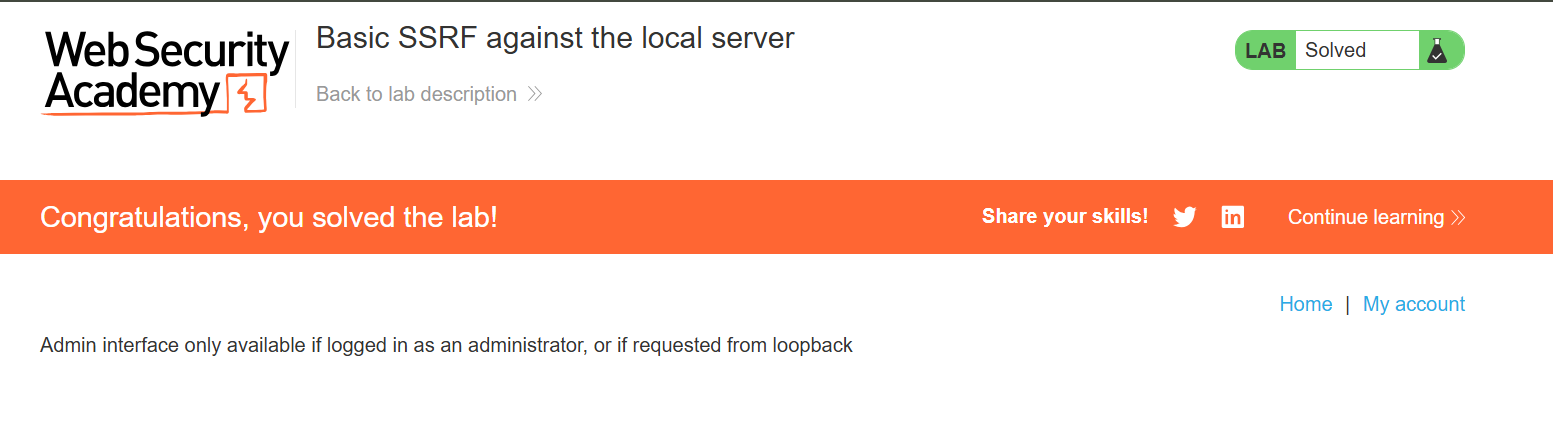 Web Security
Academy
Basic SSRF against the local server
Back to lab description
LAB Solved
Congratulations, you solved the lab!
Share your skills!
Continue learning
Home | My account
Admin interface only available if logged in as an administrator, or if requested from loopback